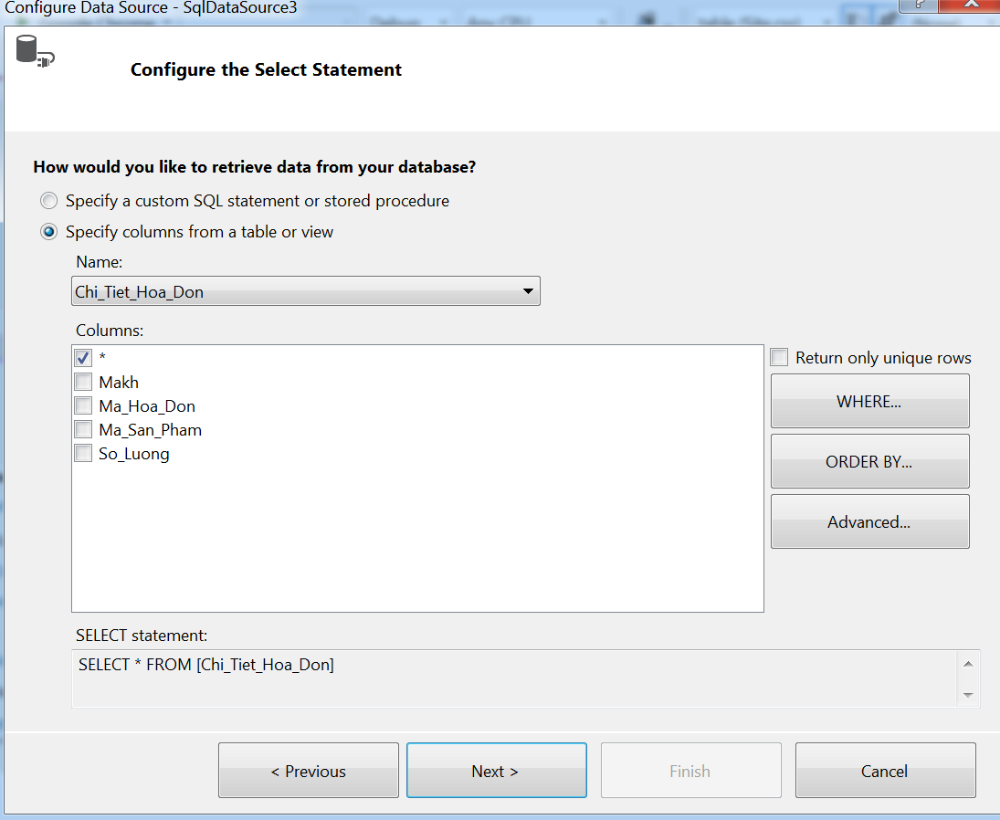 Configure Data Source - SqlDataSource3
Configure the Select Statement
How would you like to retrieve data from your database?
Specify a custom SQL statement or stored procedure
Specify columns from a table or view
Name:
Chi_Tiet_Hoa_Don
Columns:
*
Return only unique rows
Makh
Ma_Hoa_Don
WHERE...
Ma_San_Pham
So_Luong
ORDER BY...
Advanced...
SELECT statement:
SELECT * FROM [Chi_Tiet_Hoa_Don]
< Previous
Next >
Finish
Cancel